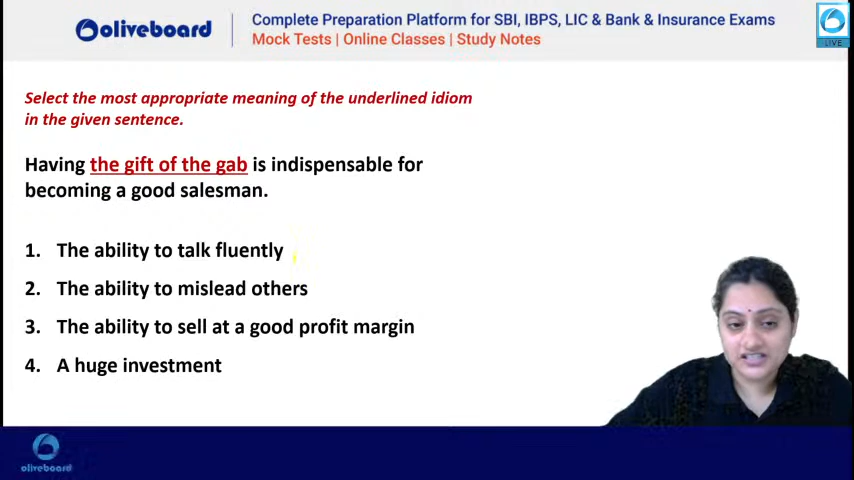 oliveboard
Complete Preparation Platform for SBI, IBPS, LIC & Bank & Insurance Exams
Mock Tests | Online Classes | Study Notes
LIVE
Select the most appropriate meaning of the underlined idiom
in the given sentence.
Having the gift of the gab is indispensable for
becoming a good salesman.
1. The ability to talk fluently
2. The ability to mislead others
3. The ability to sell at a good profit margin
4. A huge investment
oliveboard